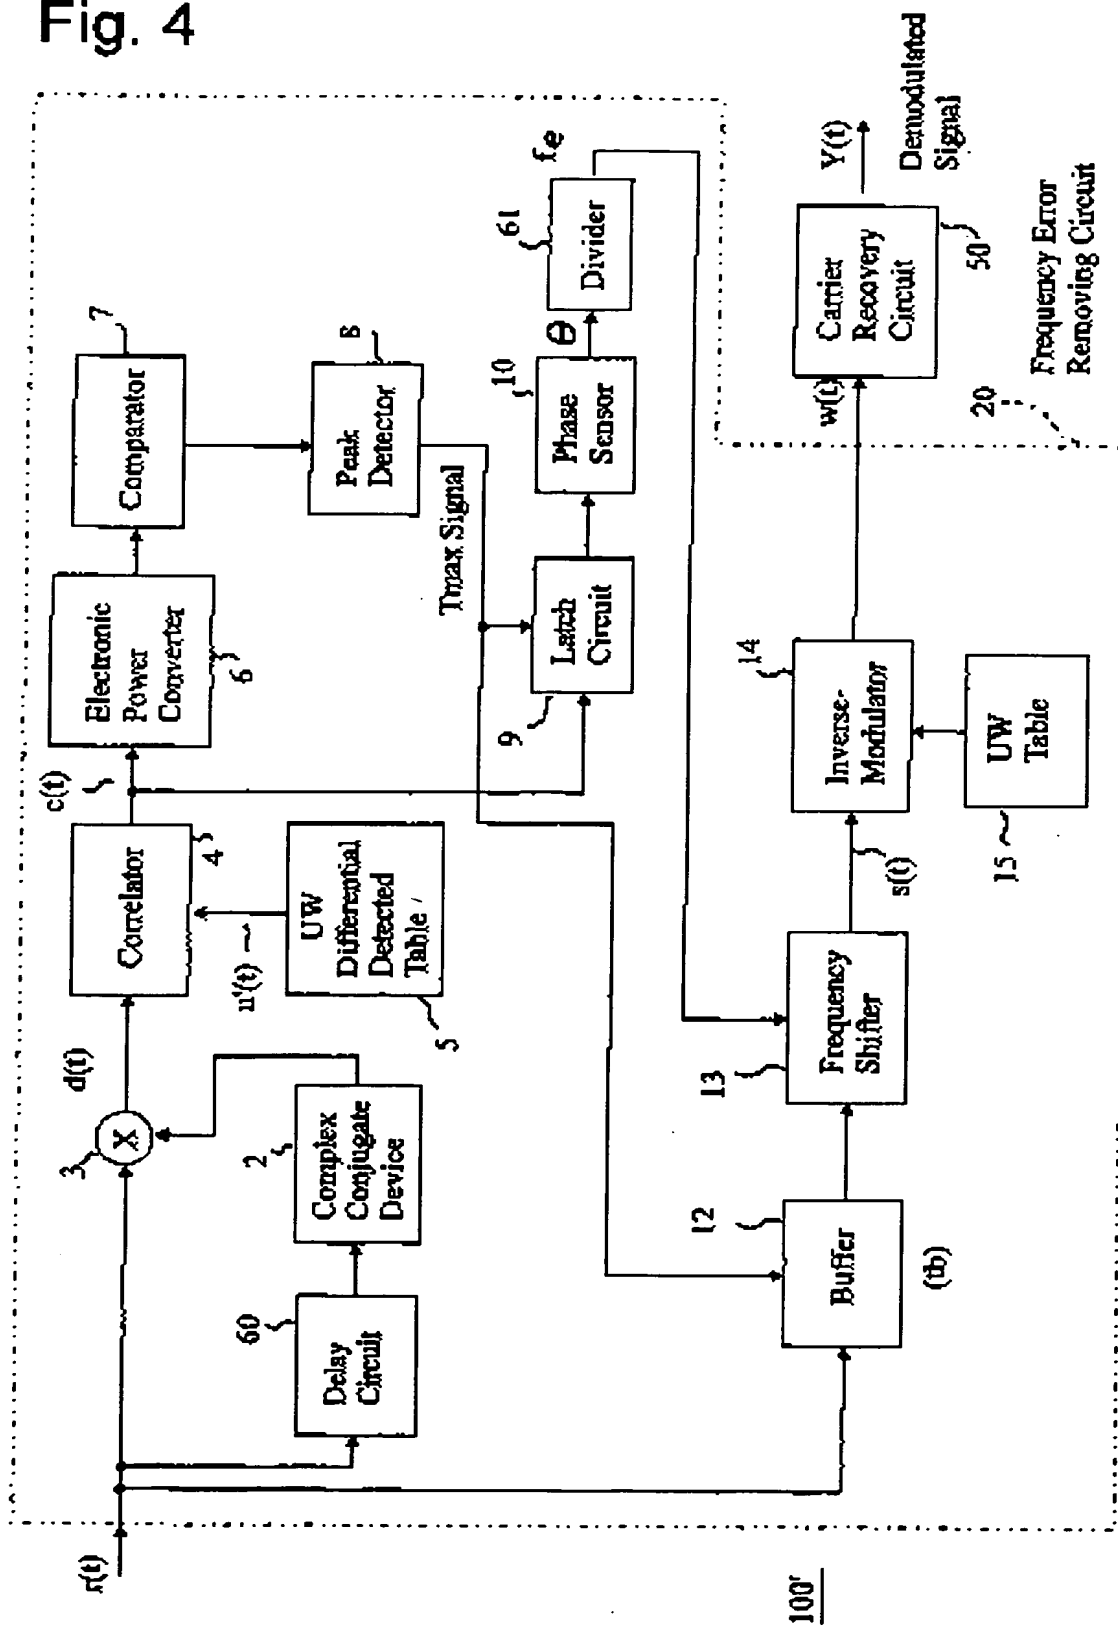 Fig. 4
r(t)
3
X
d(t)
Correlator
4
c(t)
Electronic
Power
Converter
6
Comparator
7
60
Delay
Circuit
2
Complex
Conjugate
Device
u'(t)
UW
Differential
Detected
Table
5
Peak
Detector
8
Tmax Signal
9
Latch
Circuit
10
Phase
Sensor
θ
61
Divider
fe
12
Buffer
(tb)
13
Frequency
Shifter
s(t)
14
Inverse-
Modulator
15
UW
Table
w(t)
Carrier
Recovery
Circuit
50
Y(t)
Demodulated
Signal
20
Frequency Error
Removing Circuit
100'